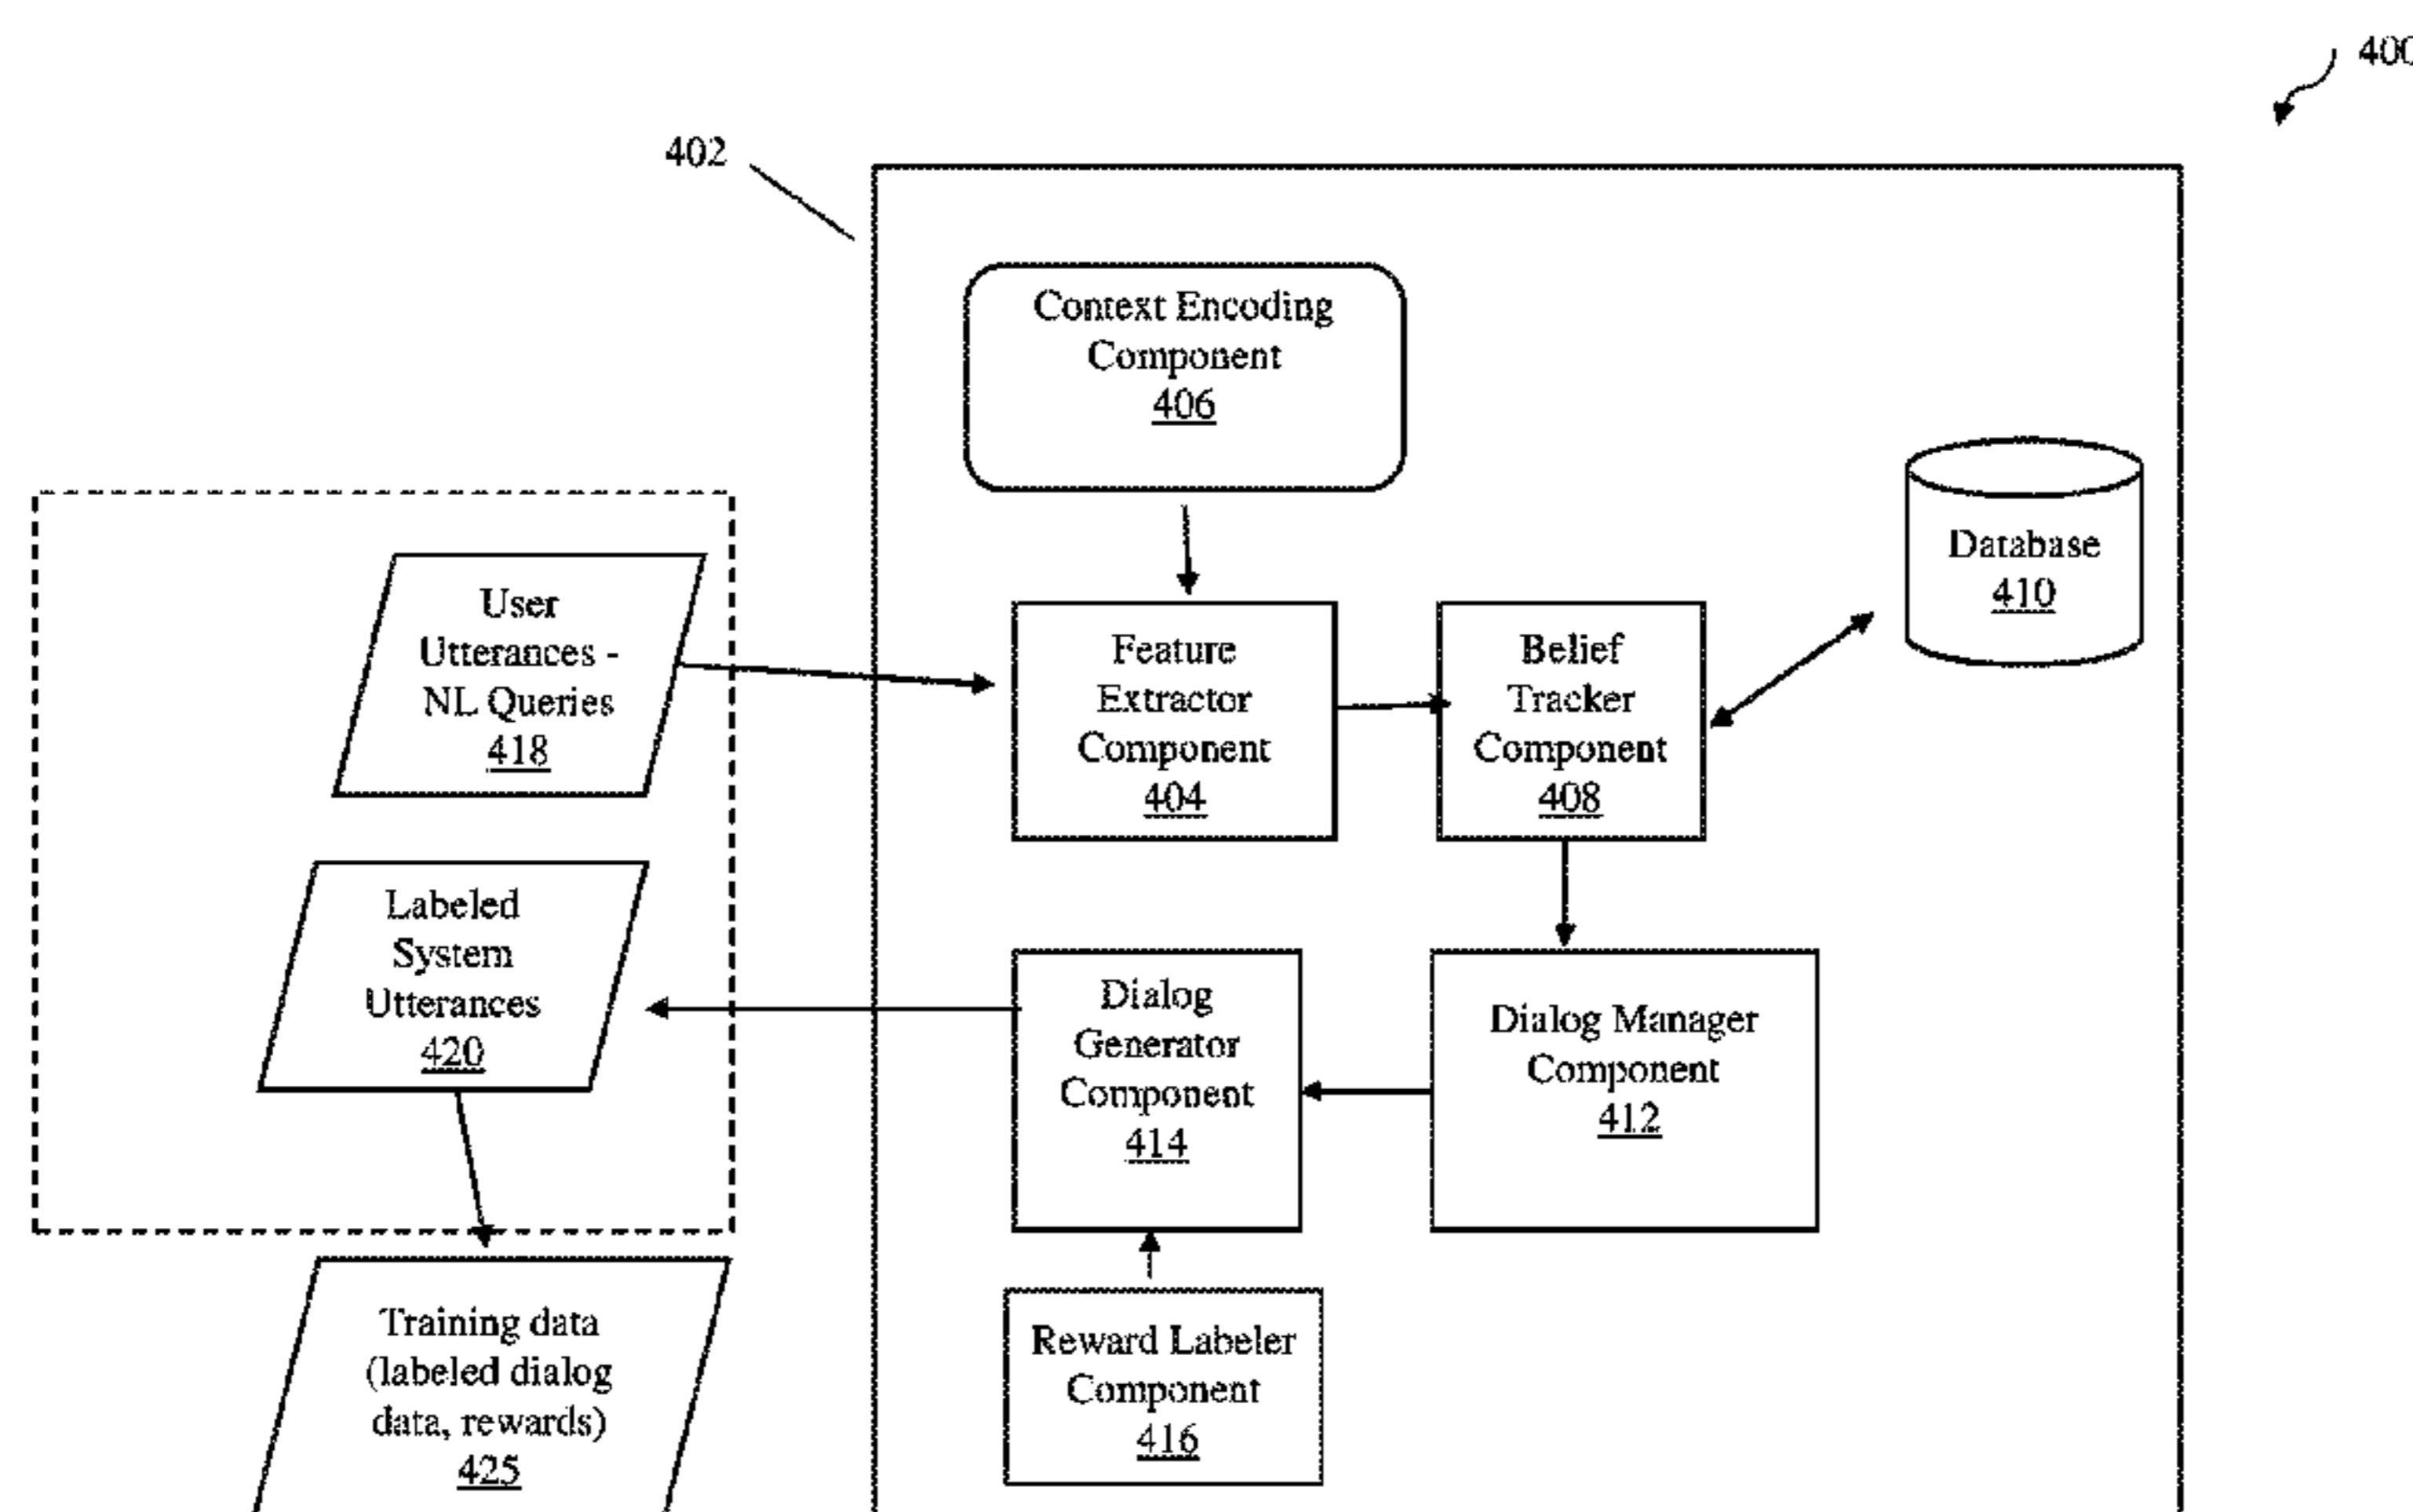 400
402
Context Encoding
Component
406
Database
410
User
Utterances -
NL Queries
418
Feature
Extractor
Component
404
Belief
Tracker
Component
408
Labeled
System
Utterances
420
Dialog
Generator
Component
414
Dialog Manager
Component
412
Training data
(labeled dialog
data, rewards)
425
Reward Labeler
Component
416